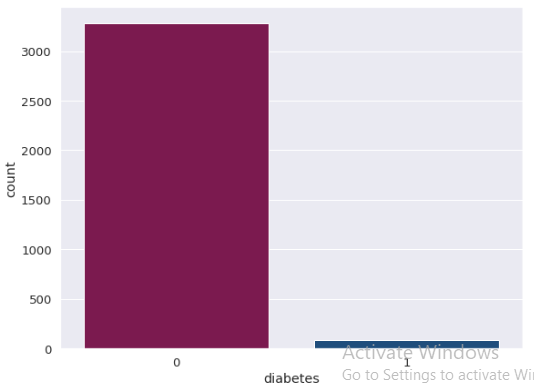 3000
2500
2000
1500
1000
500
0
count
0
1
diabetes
Activate Windows
Go to Settings to activate Wi